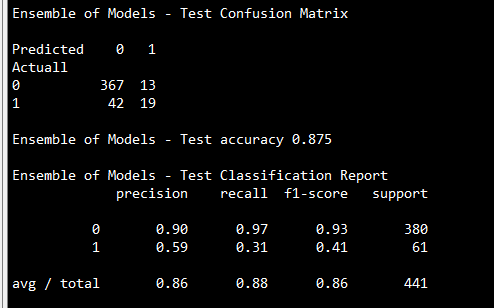 Ensemble of Models - Test Confusion Matrix
Predicted 0 1
Actuall
0 367 13
1 42 19
Ensemble of Models - Test accuracy 0.875
Ensemble of Models - Test Classification Report
precision recall f1-score support
0 0.90 0.97 0.93 380
1 0.59 0.31 0.41 61
avg / total 0.86 0.88 0.86 441